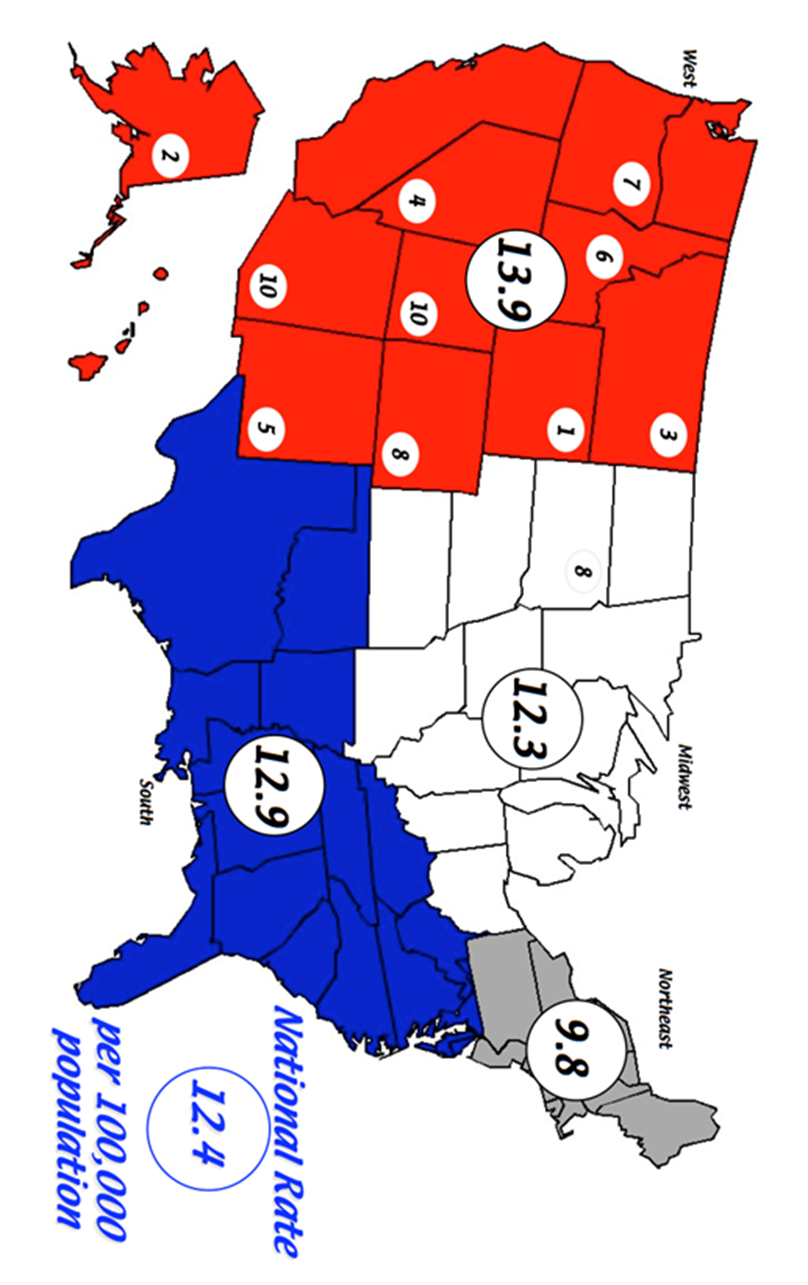 West
Midwest
Northeast
7
3
6
1
8
13.9
12.3
9.8
4
10
8
2
10
5
12.9
South
National Rate
12.4
per 100,000
population